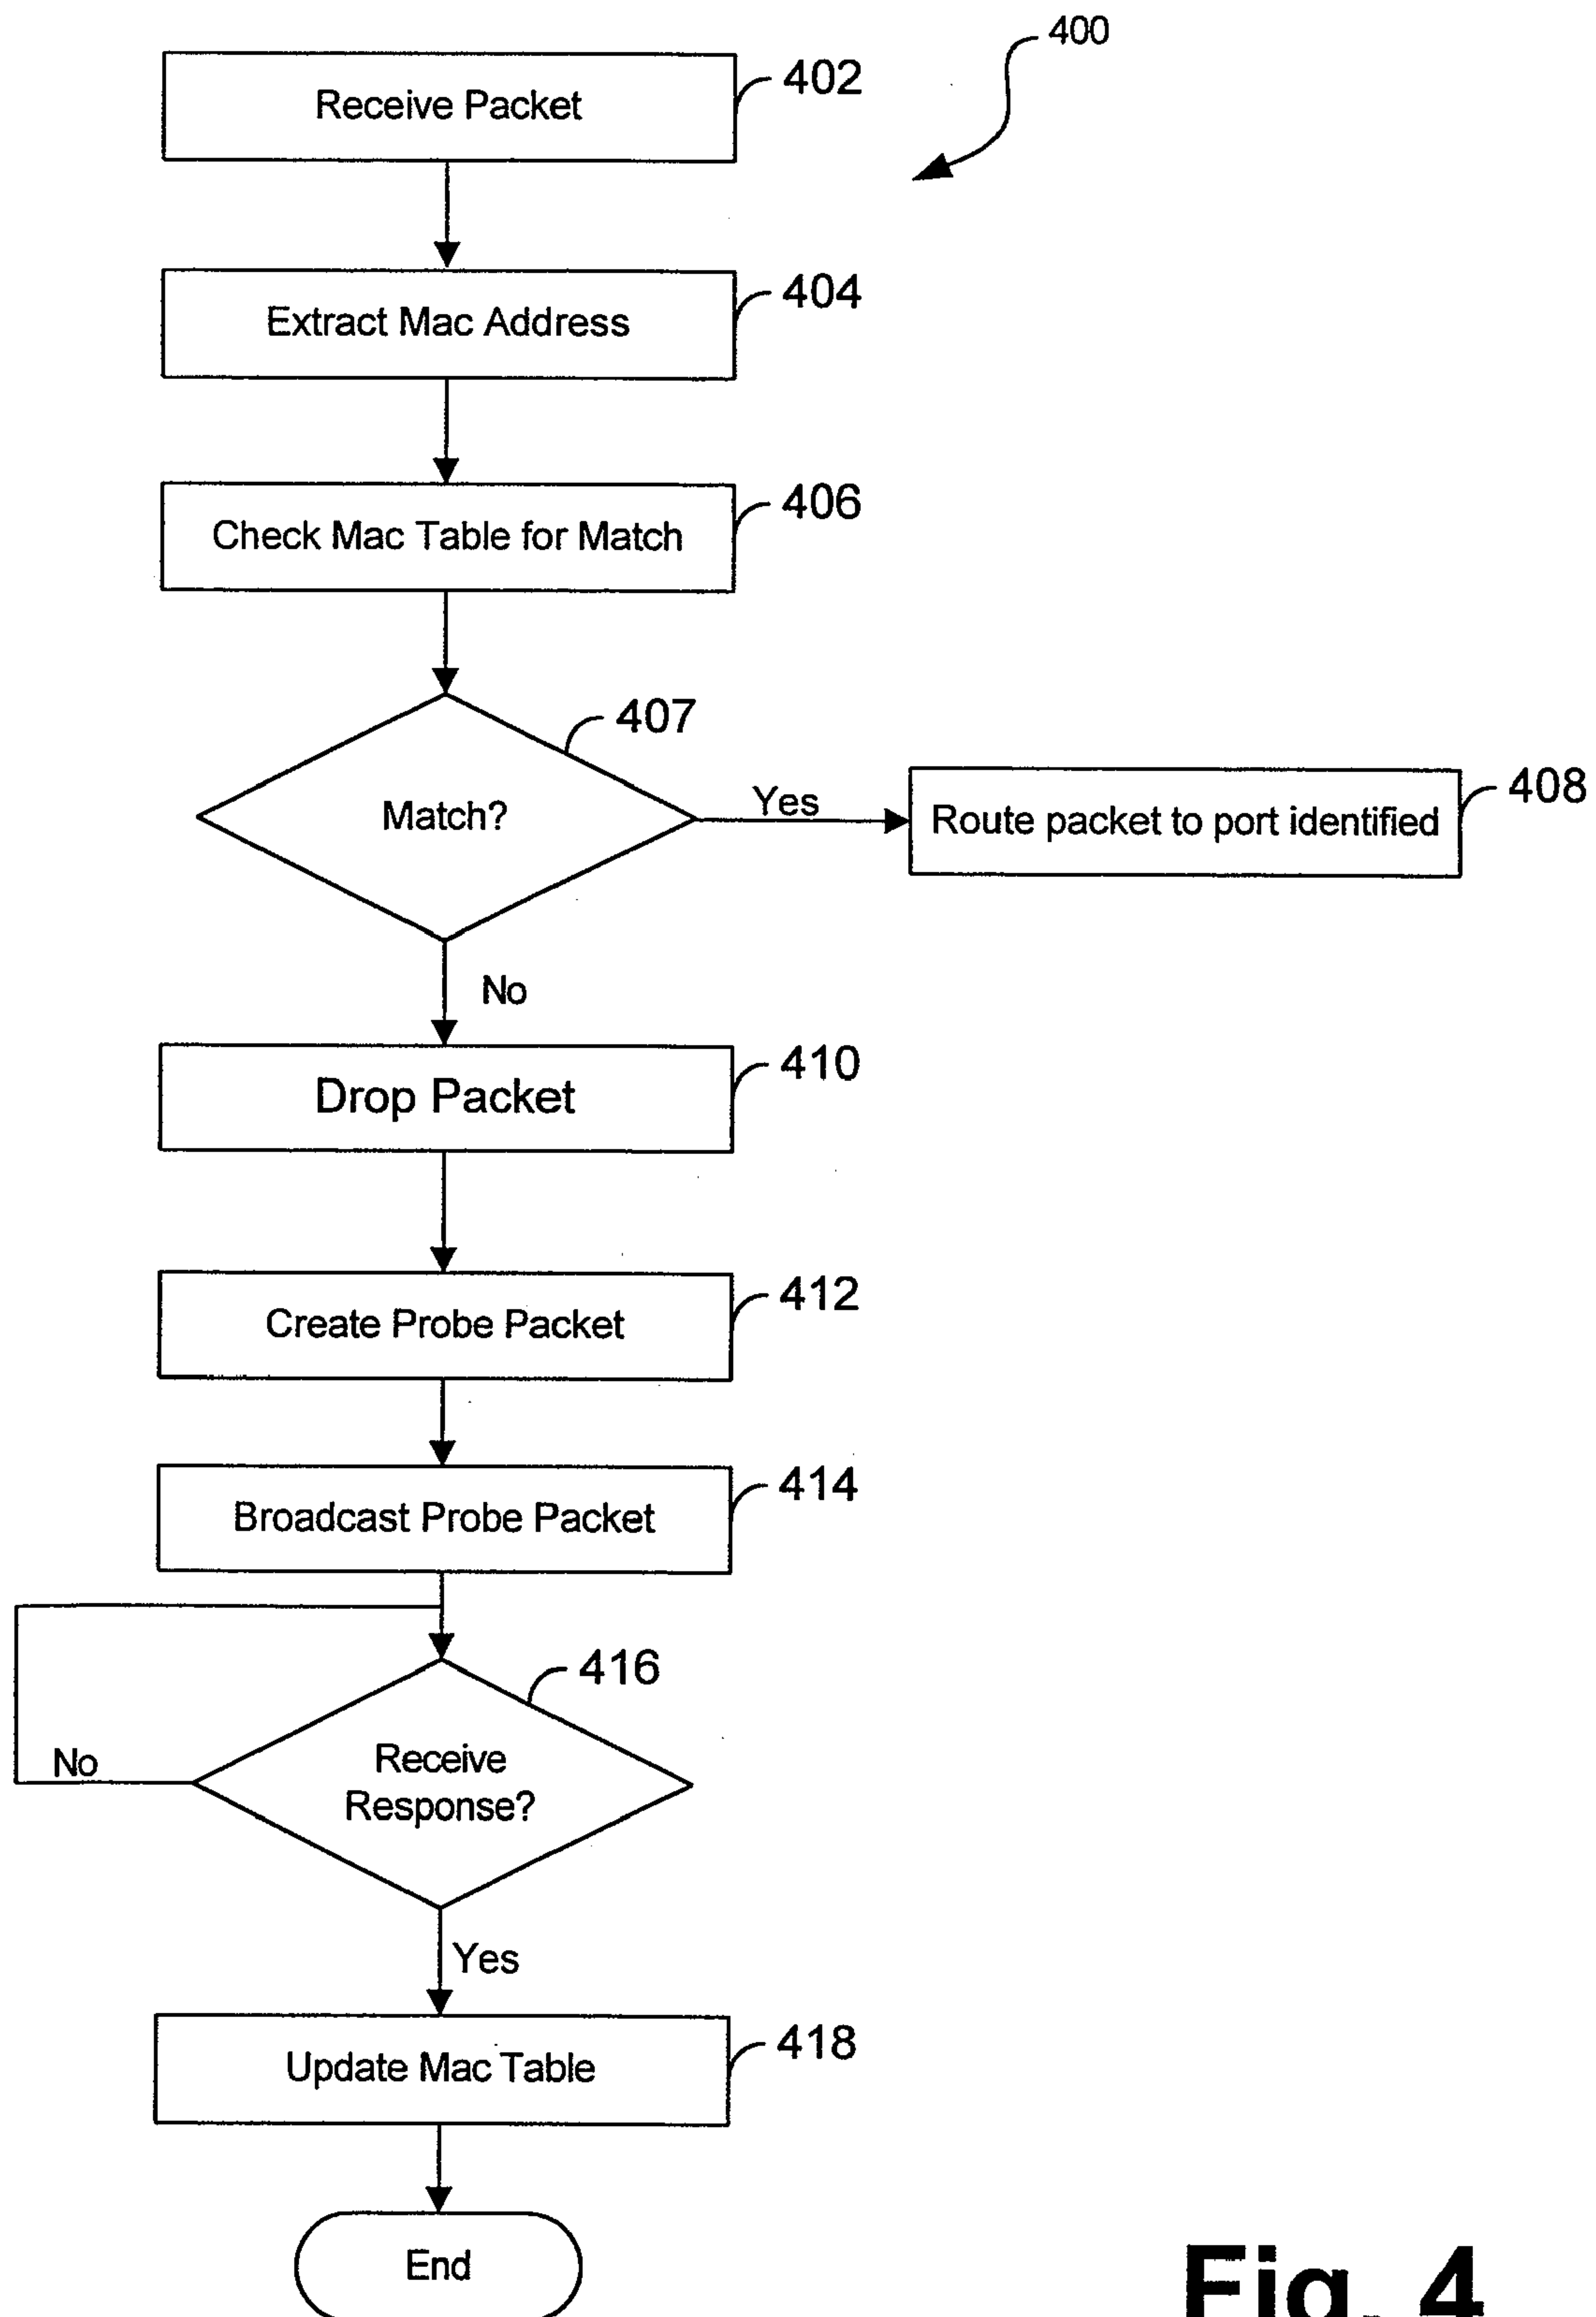 400
Receive Packet
402
Extract Mac Address
404
Check Mac Table for Match
406
Match?
407
Yes
Route packet to port identified
408
No
Drop Packet
410
Create Probe Packet
412
Broadcast Probe Packet
414
Receive
Response?
416
No
Yes
Update Mac Table
418
End
Fig. 4